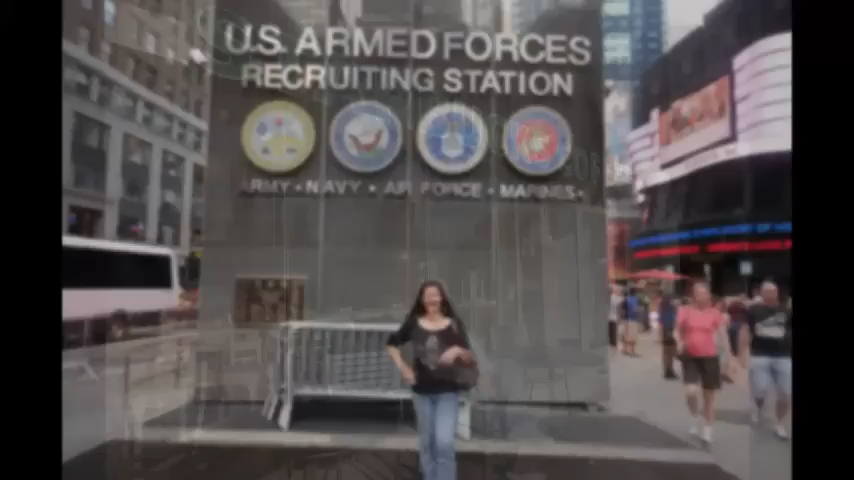 U.S. ARMED FORCES
RECRUITING STATION
ARMY • NAVY • AIR FORCE • MARINES •